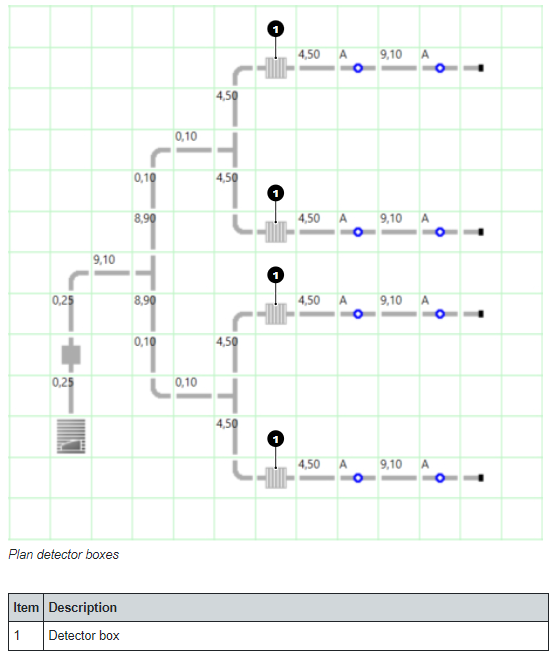 1
4,50 A 9,10 A
4,50
0,10
0,10 4,50
1
8,90 4,50 A 9,10 A
9,10
1
0,25 8,90 4,50 A 9,10 A
0,10 4,50
0,25 0,10
4,50
1
4,50 A 9,10 A
Plan detector boxes
Item Description
1 Detector box